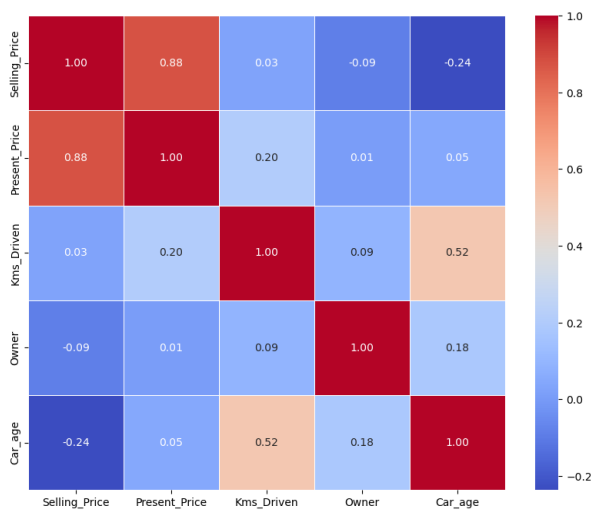 Selling_Price 1.00 0.88 0.03 -0.09 -0.24
Present_Price 0.88 1.00 0.20 0.01 0.05
Kms_Driven 0.03 0.20 1.00 0.09 0.52
Owner -0.09 0.01 0.09 1.00 0.18
Car_age -0.24 0.05 0.52 0.18 1.00
Selling_Price Present_Price Kms_Driven Owner Car_age
1.0
0.8
0.6
0.4
0.2
0.0
−0.2